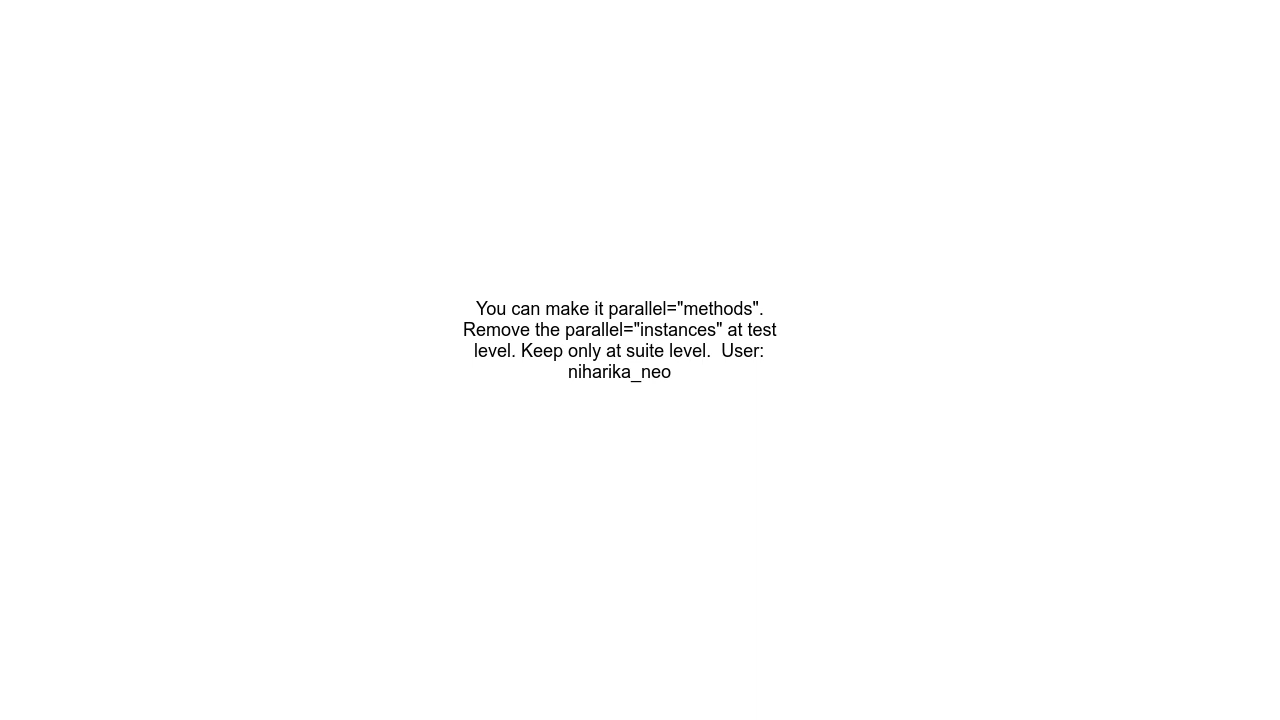 You can make it parallel="methods".
Remove the parallel="instances" at test
level. Keep only at suite level.  User:
niharika_neo